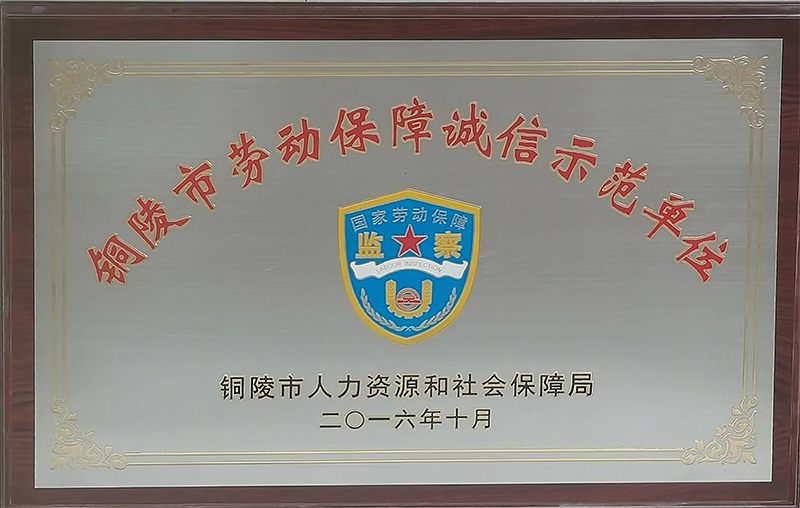 铜陵市劳动保障诚信示范单位
国家劳动保障
监察
LABOUR INSPECTION
铜陵市人力资源和社会保障局
二〇一六年十月